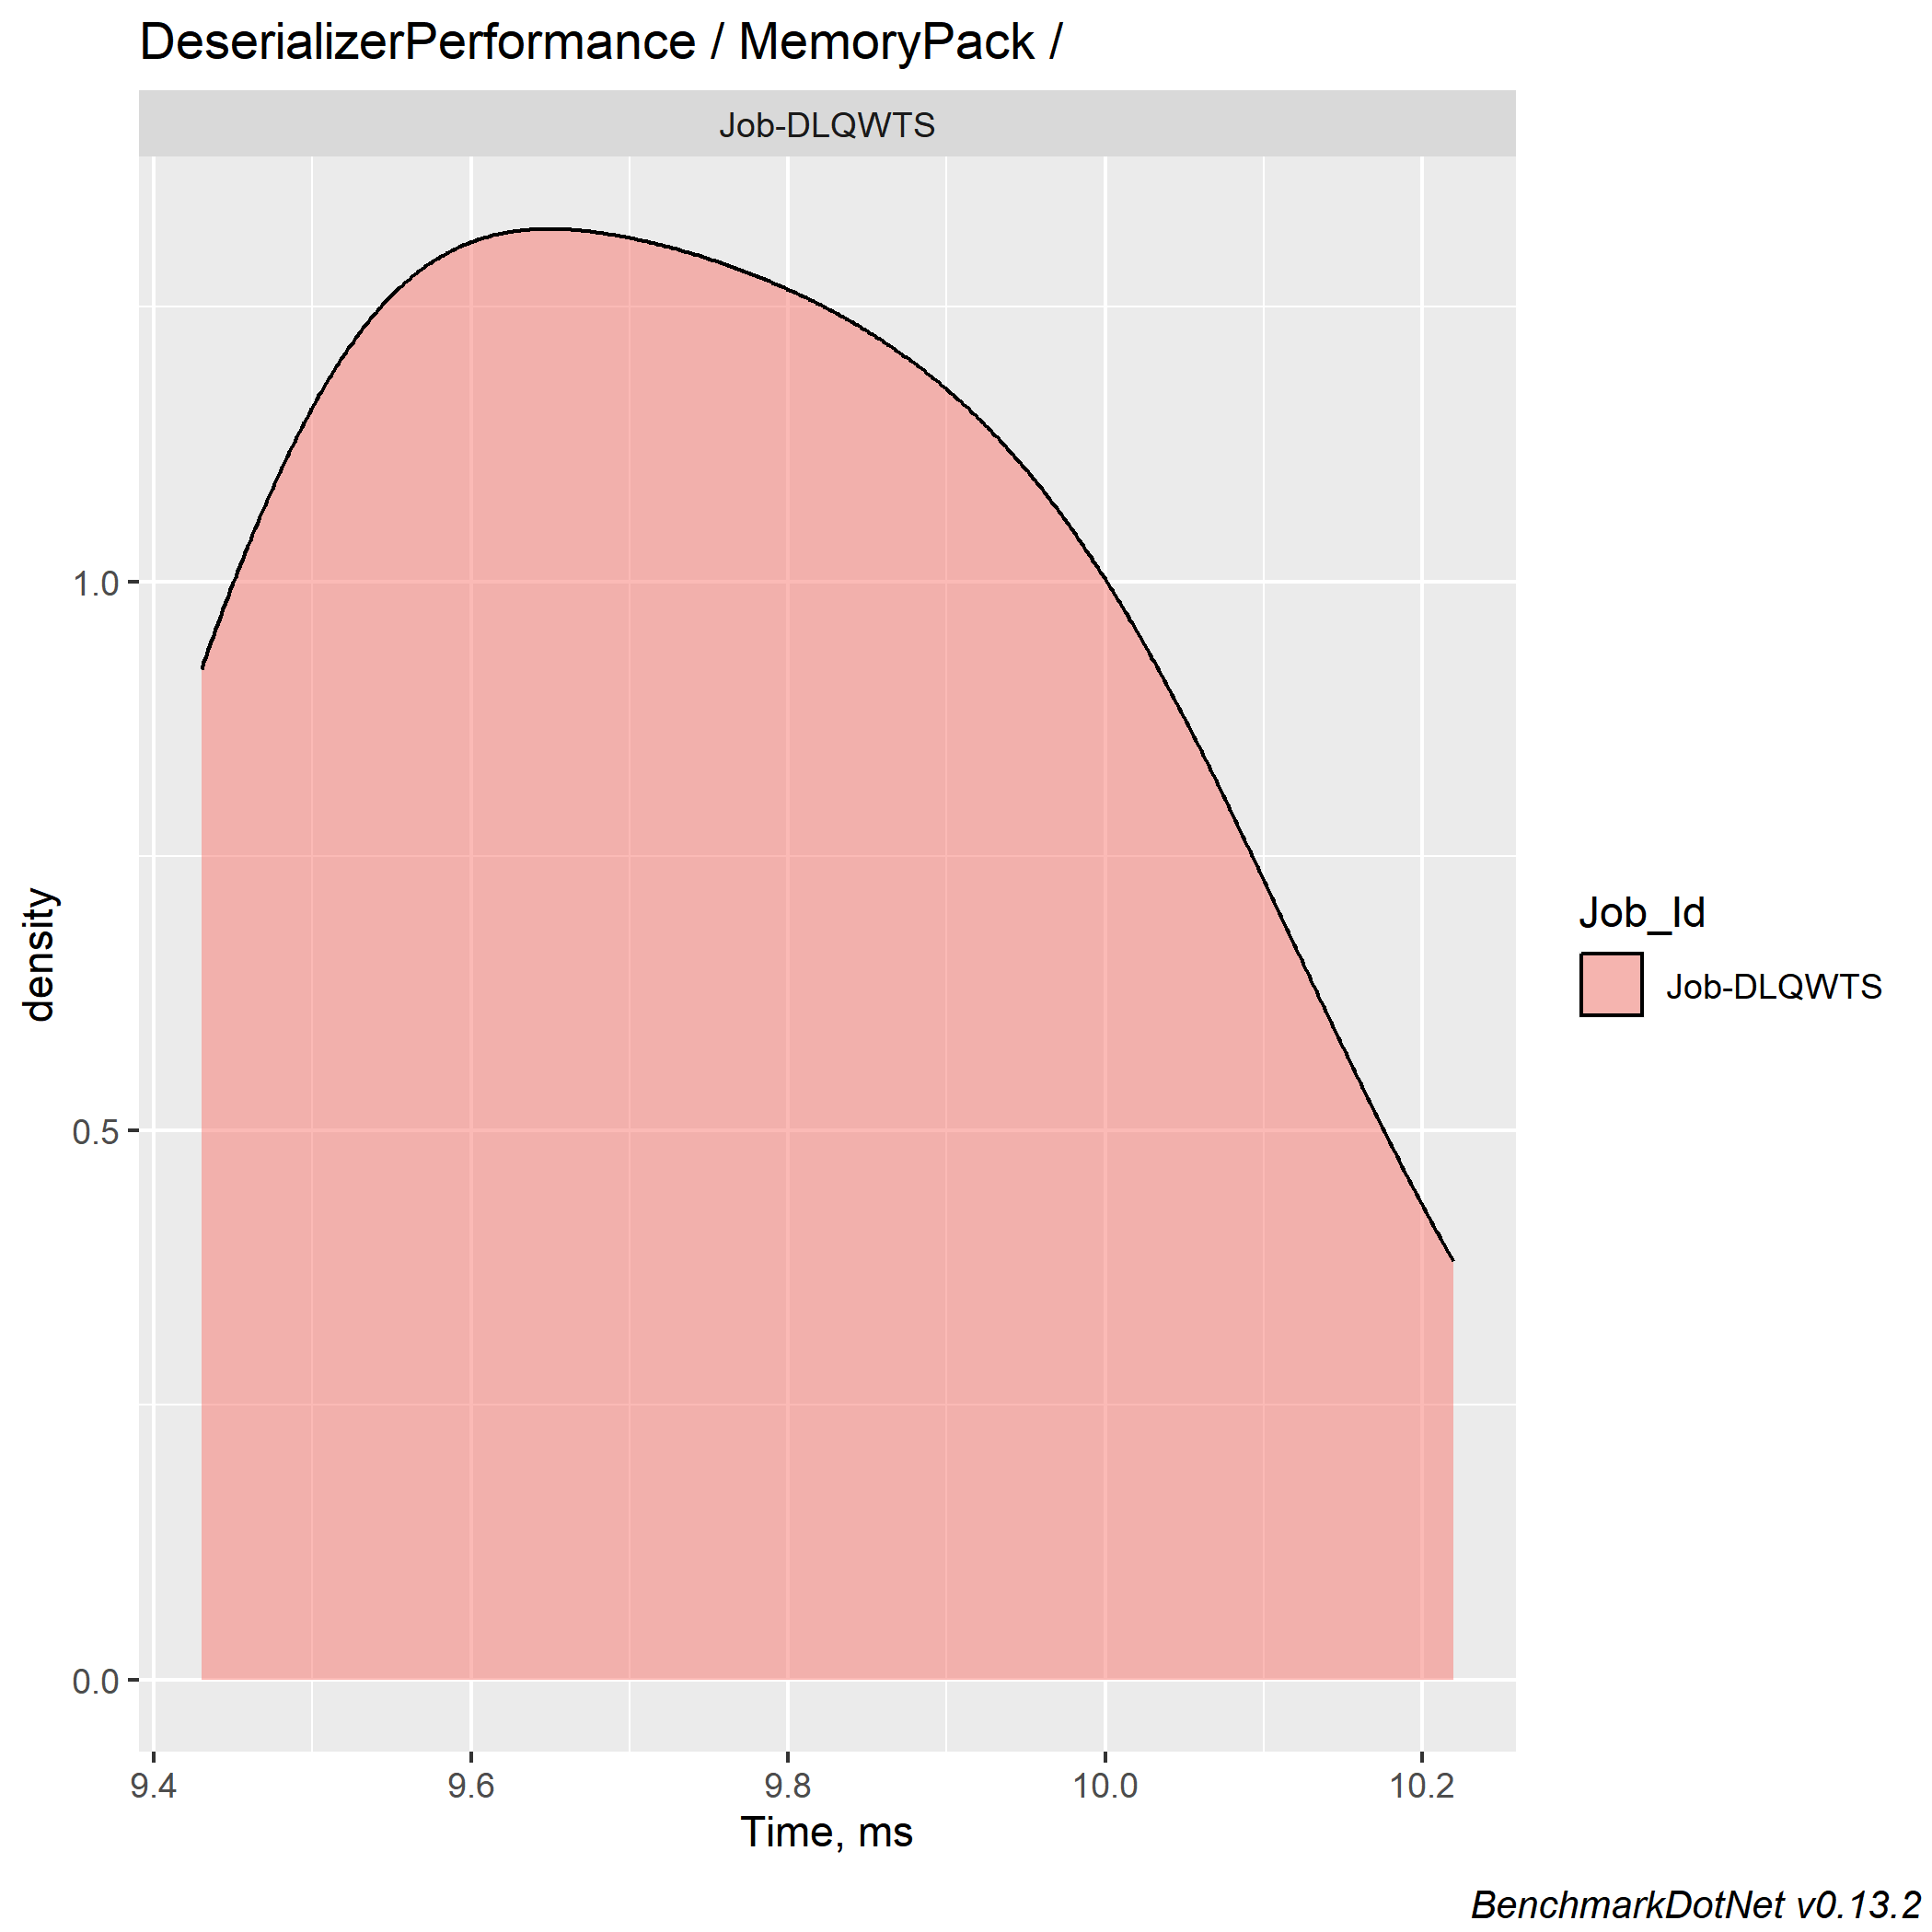 DeserializerPerformance / MemoryPack /
Job-DLQWTS
1.0
0.5
0.0
density
9.4 9.6 9.8 10.0 10.2
Time, ms
Job_Id
Job-DLQWTS
BenchmarkDotNet v0.13.2